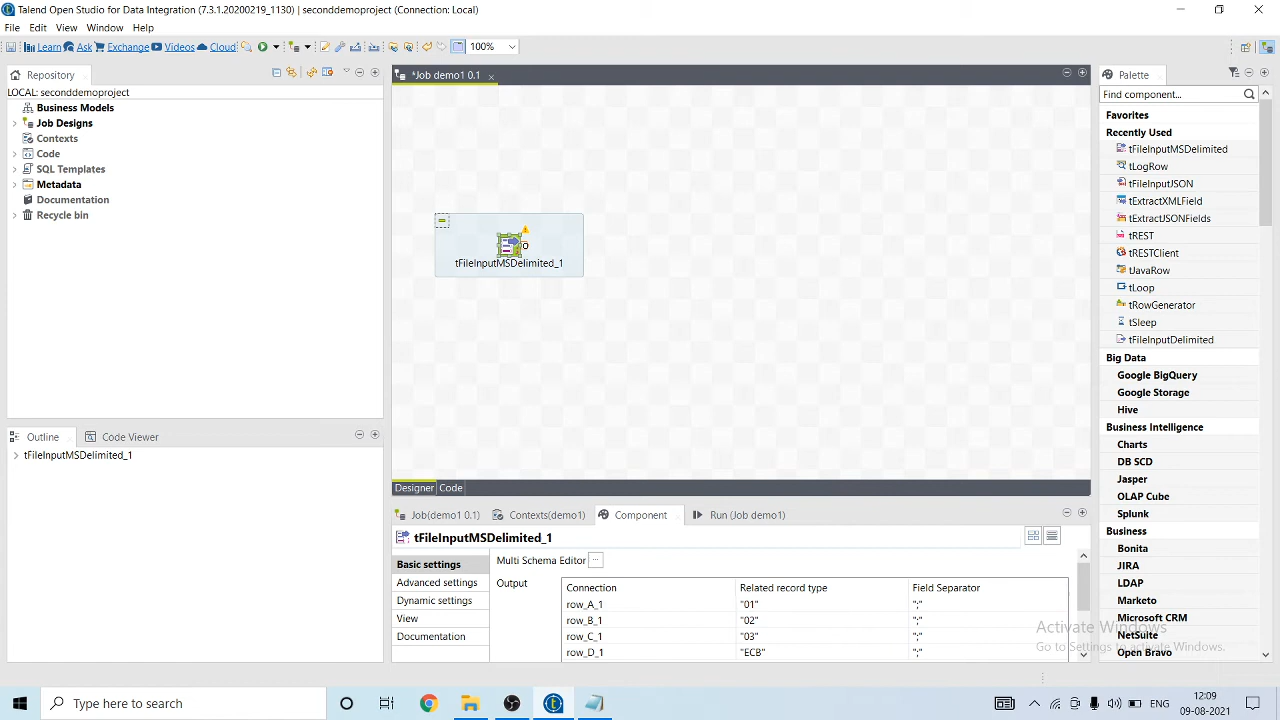 Talend Open Studio for Data Integration (7.3.1.20200219_1130) | seconddemoproject (Connection: Local)
File Edit View Window Help
Learn Ask Exchange Videos Cloud 100%
Repository
LOCAL: seconddemoproject
Business Models
Job Designs
Contexts
Code
SQL Templates
Metadata
Documentation
Recycle bin
Outline Code Viewer
tFileInputMSDelimited_1
*Job demo1 0.1
tFileInputMSDelimited_1
Designer Code
Job(demo1 0.1) Contexts(demo1) Component Run (Job demo1)
tFileInputMSDelimited_1
Basic settings
Advanced settings
Dynamic settings
View
Documentation
Multi Schema Editor ...
Output
Connection Related record type Field Separator
row_A_1 "01" ";"
row_B_1 "02" ";"
row_C_1 "03" ";"
row_D_1 "ECB" ";"
Palette
Find component...
Favorites
Recently Used
tFileInputMSDelimited
tLogRow
tFileInputJSON
tExtractXMLField
tExtractJSONFields
tREST
tRESTClient
tJavaRow
tLoop
tRowGenerator
tSleep
tFileInputDelimited
Big Data
Google BigQuery
Google Storage
Hive
Business Intelligence
Charts
DB SCD
Jasper
OLAP Cube
Splunk
Business
Bonita
JIRA
LDAP
Marketo
Microsoft CRM
NetSuite
Open Bravo
Activate Windows
Go to Settings to activate Windows.
Type here to search
ENG
12:09
09-08-2021